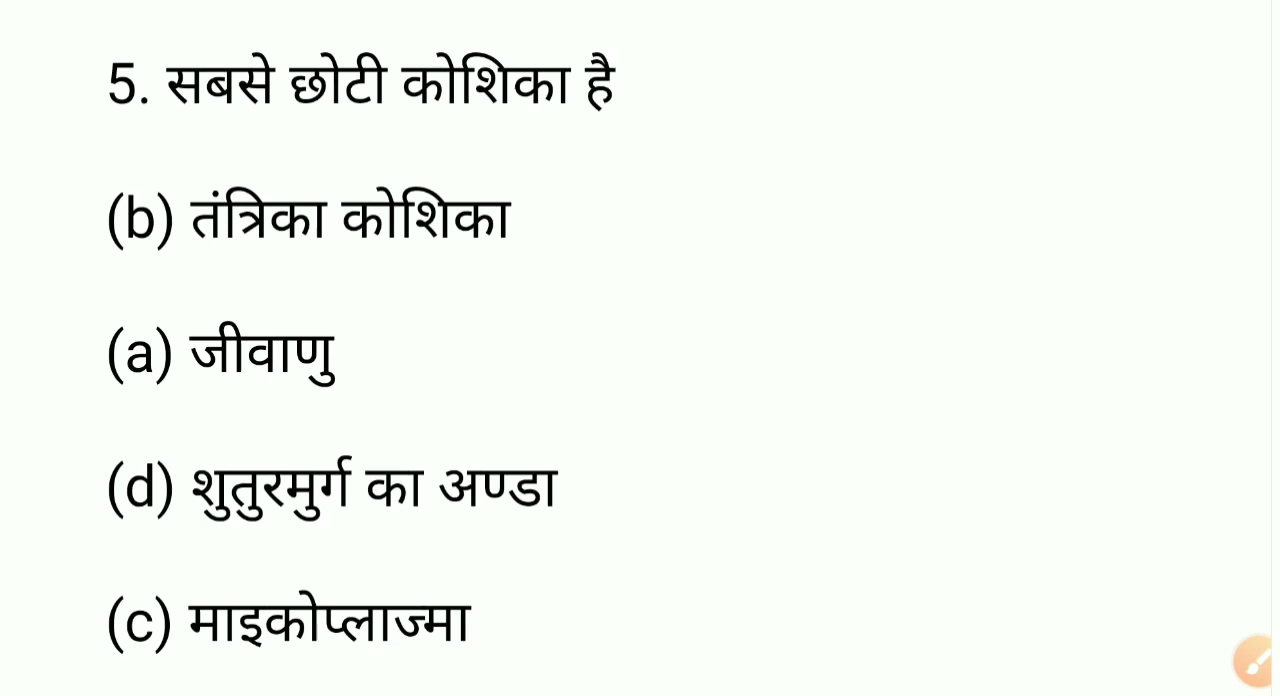 5. सबसे छोटी कोशिका है
(b) तंत्रिका कोशिका
(a) जीवाणु
(d) शुतुरमुर्ग का अण्डा
(c) माइकोप्लाज्मा